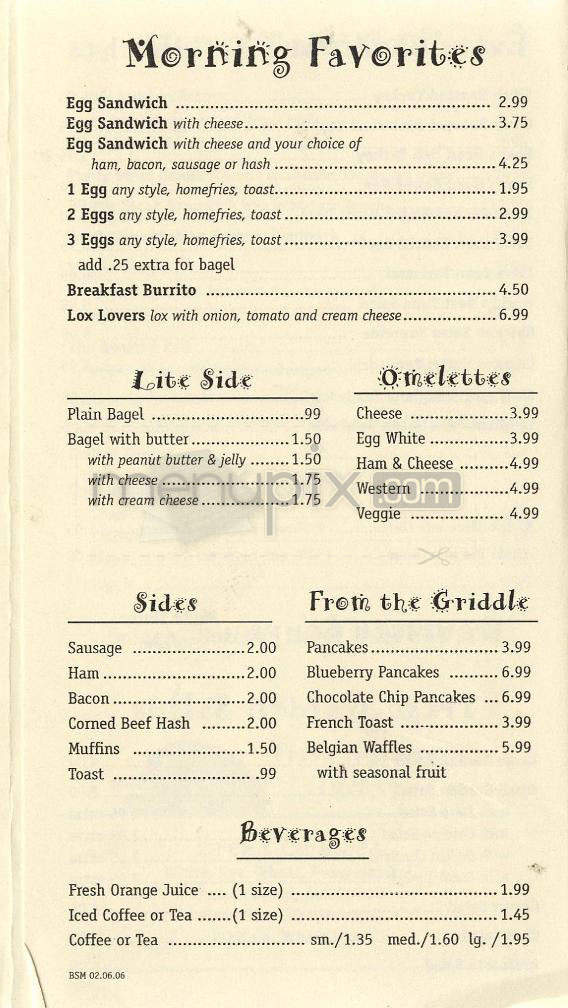 Morning Favorites
Egg Sandwich ........ 2.99
Egg Sandwich with cheese........ 3.75
Egg Sandwich with cheese and your choice of
ham, bacon, sausage or hash ........ 4.25
1 Egg any style, homefries, toast........ 1.95
2 Eggs any style, homefries, toast ........ 2.99
3 Eggs any style, homefries, toast ........ 3.99
add .25 extra for bagel
Breakfast Burrito ........ 4.50
Lox Lovers lox with onion, tomato and cream cheese........ 6.99
Lite Side
Plain Bagel ........ .99
Bagel with butter........ 1.50
with peanut butter & jelly ........ 1.50
with cheese ........ 1.75
with cream cheese ........ 1.75
Omelettes
Cheese ........ 3.99
Egg White ........ 3.99
Ham & Cheese ........ 4.99
Western ........ 4.99
Veggie ........ 4.99
menupix.com
Sides
Sausage ........ 2.00
Ham ........ 2.00
Bacon ........ 2.00
Corned Beef Hash ........ 2.00
Muffins ........ 1.50
Toast ........ .99
From the Griddle
Pancakes ........ 3.99
Blueberry Pancakes ........ 6.99
Chocolate Chip Pancakes ... 6.99
French Toast ........ 3.99
Belgian Waffles ........ 5.99
with seasonal fruit
Beverages
Fresh Orange Juice .... (1 size) ........ 1.99
Iced Coffee or Tea .......(1 size) ........ 1.45
Coffee or Tea ........ sm./1.35 med./1.60 lg. /1.95
BSM 02.06.06